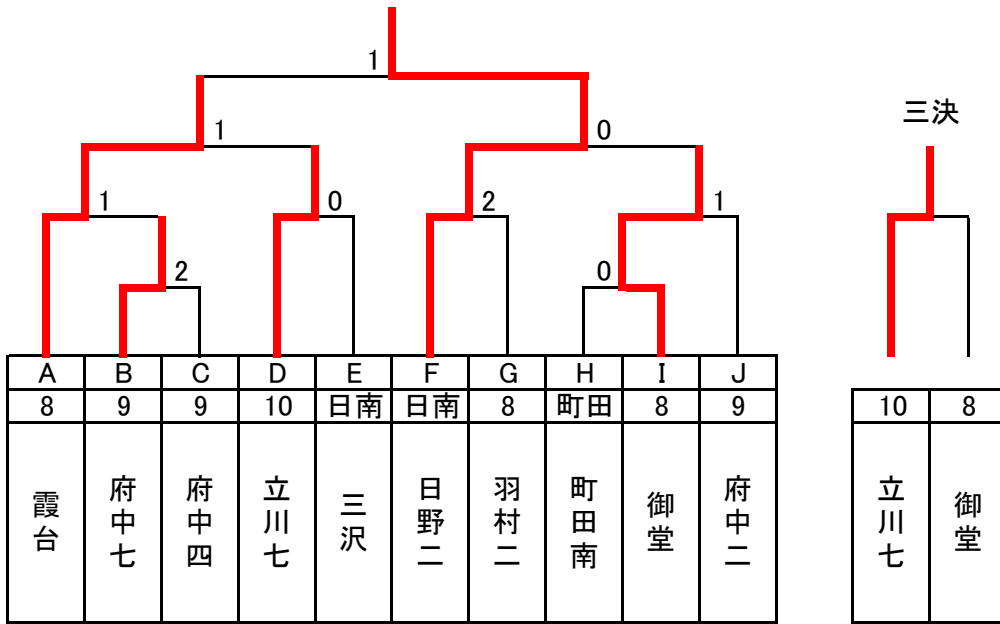 1
三決
1
0
1
0
2
1
2
0
A B C D E F G H I J
8 9 9 10 日南 日南 8 町田 8 9
10 8
霞台
府中七
府中四
立川七
三沢
日野二
羽村二
町田南
御堂
府中二
立川七
御堂